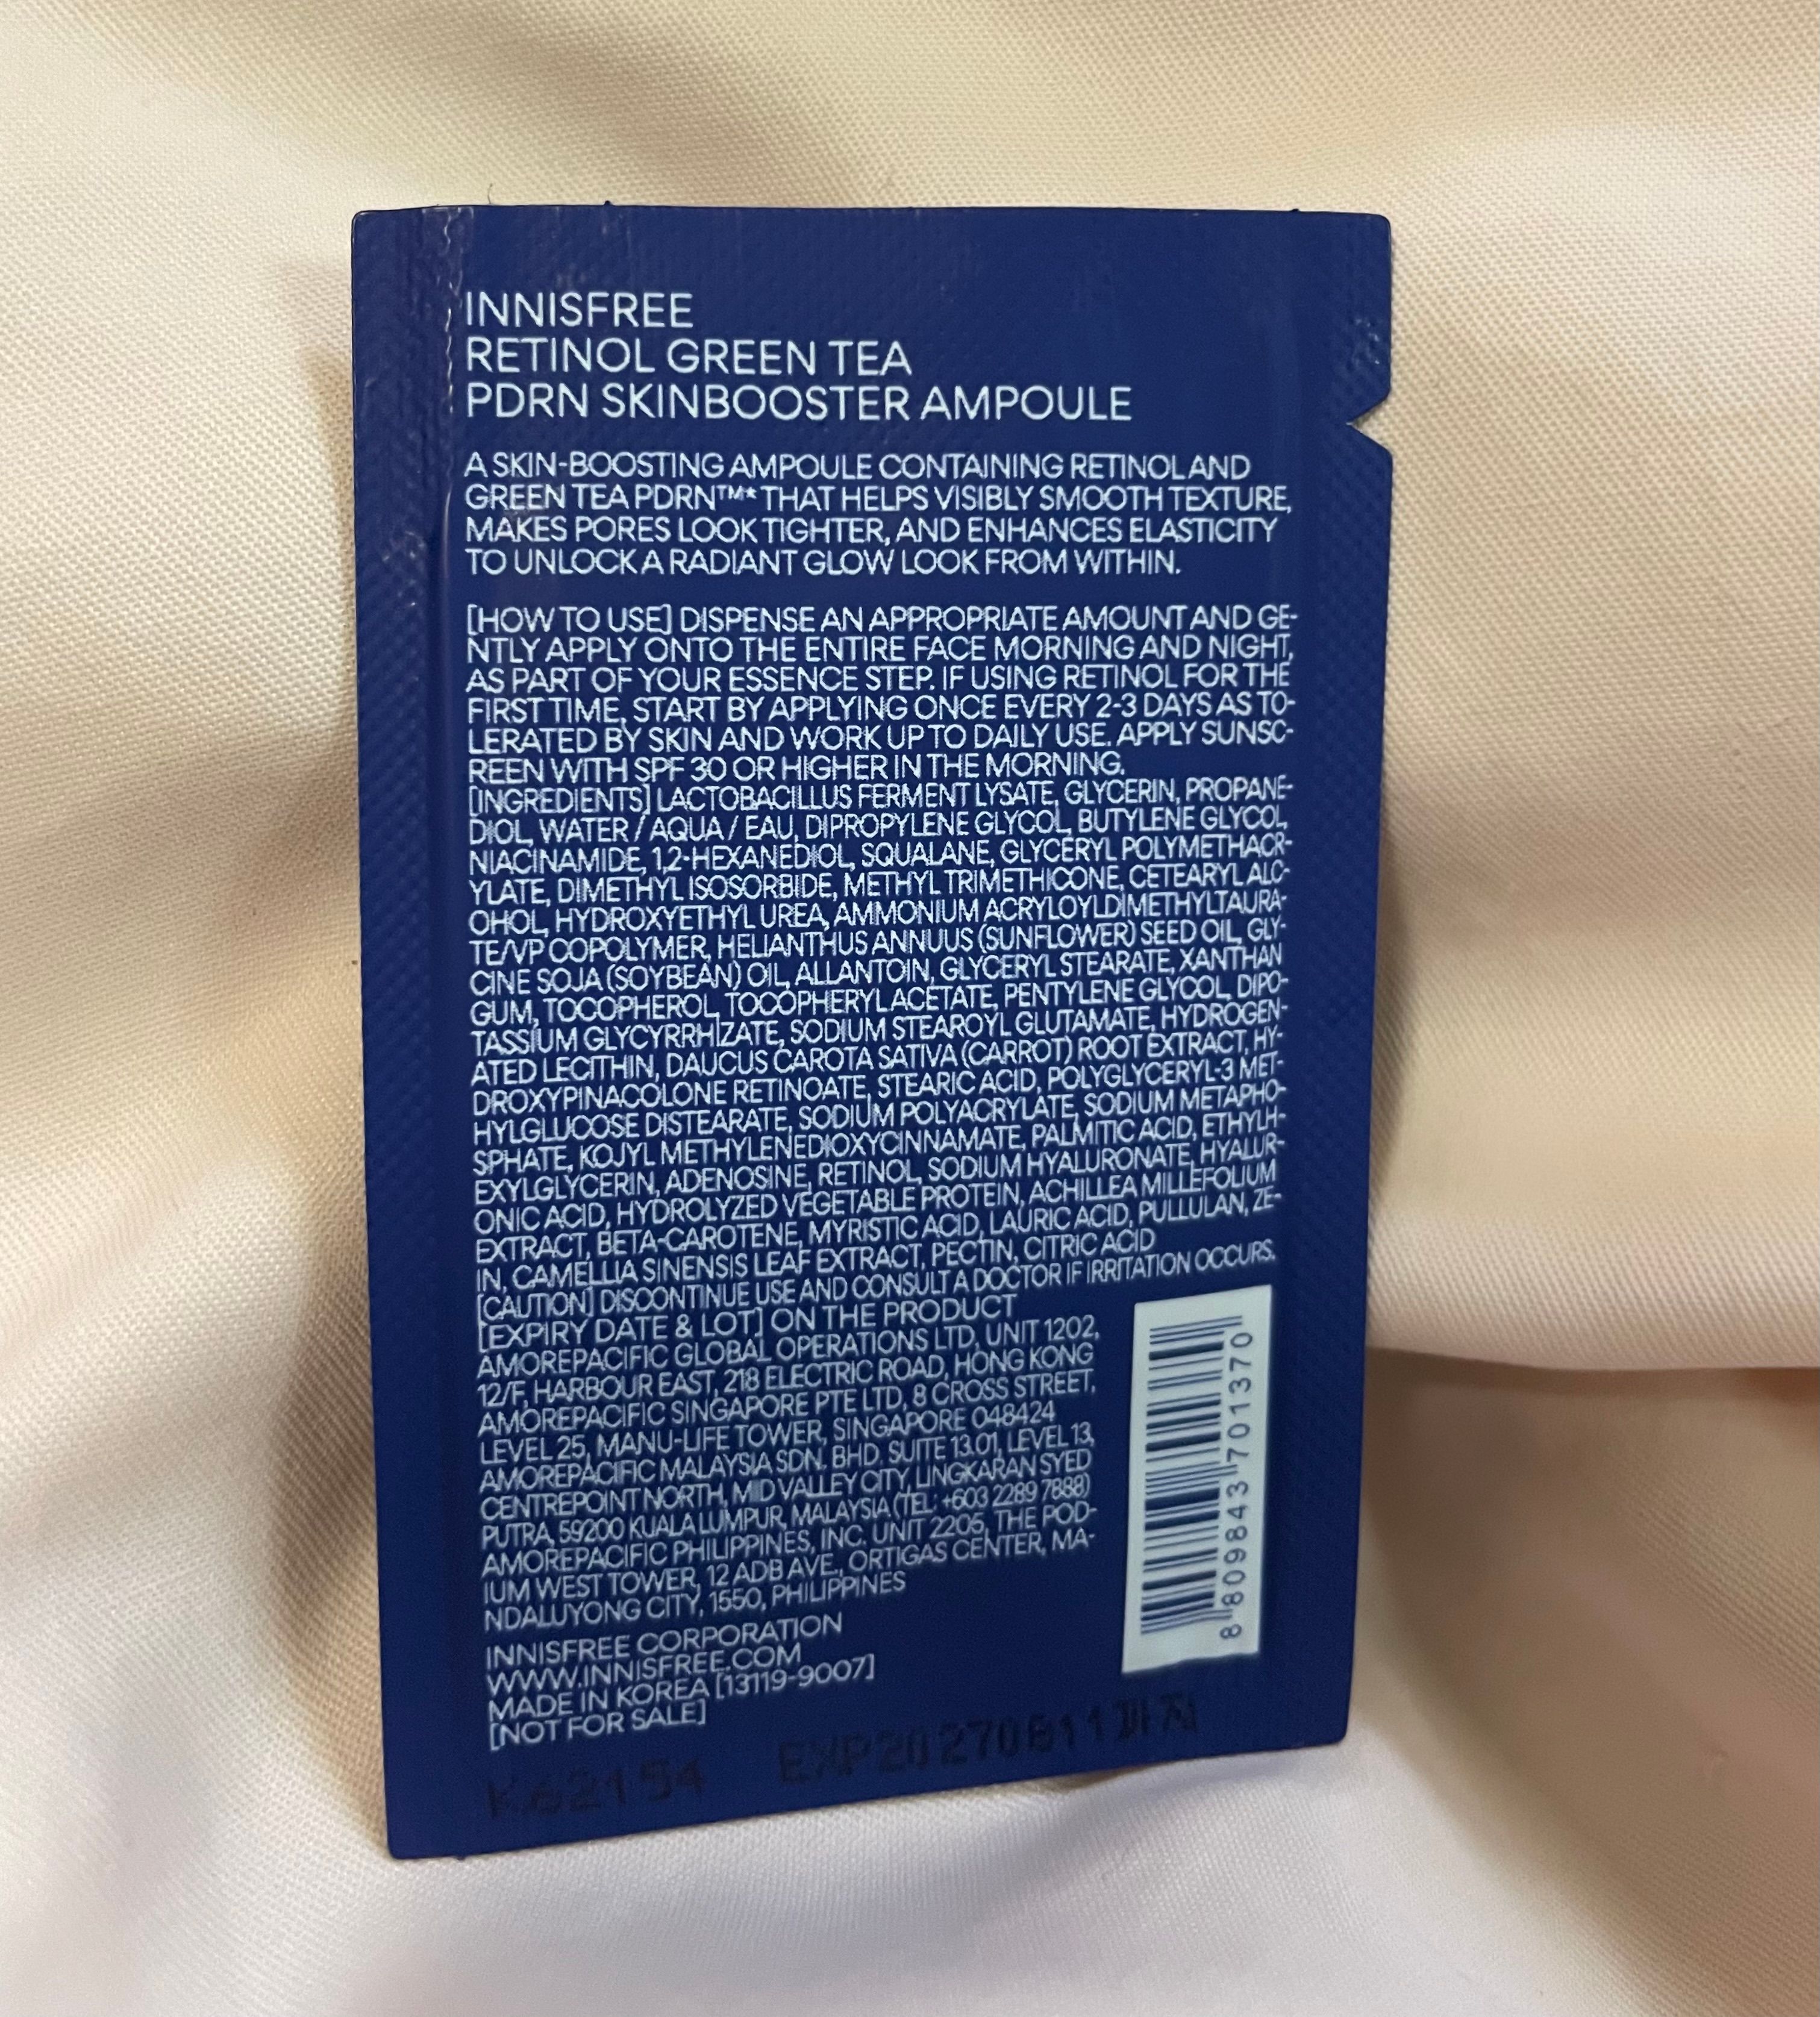 INNISFREE
RETINOL GREEN TEA
PDRN SKINBOOSTER AMPOULE
A SKIN-BOOSTING AMPOULE CONTAINING RETINOL AND
GREEN TEA PDRN™* THAT HELPS VISIBLY SMOOTH TEXTURE,
MAKES PORES LOOK TIGHTER, AND ENHANCES ELASTICITY
TO UNLOCK A RADIANT GLOW LOOK FROM WITHIN.
[HOW TO USE] DISPENSE AN APPROPRIATE AMOUNT AND GE-
NTLY APPLY ONTO THE ENTIRE FACE MORNING AND NIGHT,
AS PART OF YOUR ESSENCE STEP. IF USING RETINOL FOR THE
FIRST TIME, START BY APPLYING ONCE EVERY 2-3 DAYS AS TO-
LERATED BY SKIN AND WORK UP TO DAILY USE. APPLY SUNSC-
REEN WITH SPF 30 OR HIGHER IN THE MORNING.
[INGREDIENTS] LACTOBACILLUS FERMENT LYSATE, GLYCERIN, PROPANE-
DIOL, WATER / AQUA / EAU, DIPROPYLENE GLYCOL, BUTYLENE GLYCOL,
NIACINAMIDE, 1,2-HEXANEDIOL, SQUALANE, GLYCERYL POLYMETHACR-
YLATE, DIMETHYL ISOSORBIDE, METHYL TRIMETHICONE, CETEARYL ALC-
OHOL, HYDROXYETHYL UREA, AMMONIUM ACRYLOYLDIMETHYLTAURA-
TE/VP COPOLYMER, HELIANTHUS ANNUUS (SUNFLOWER) SEED OIL, GLY-
CINE SOJA (SOYBEAN) OIL, ALLANTOIN, GLYCERYL STEARATE, XANTHAN
GUM, TOCOPHEROL, TOCOPHERYL ACETATE, PENTYLENE GLYCOL, DIPO-
TASSIUM GLYCYRRHIZATE, SODIUM STEAROYL GLUTAMATE, HYDROGEN-
ATED LECITHIN, DAUCUS CAROTA SATIVA (CARROT) ROOT EXTRACT, HY-
DROXYPINACOLONE RETINOATE, STEARIC ACID, POLYGLYCERYL-3 MET-
HYLGLUCOSE DISTEARATE, SODIUM POLYACRYLATE, SODIUM METAPHO-
SPHATE, KOJYL METHYLENEDIOXYCINNAMATE, PALMITIC ACID, ETHYLH-
EXYLGLYCERIN, ADENOSINE, RETINOL, SODIUM HYALURONATE, HYALUR-
ONIC ACID, HYDROLYZED VEGETABLE PROTEIN, ACHILLEA MILLEFOLIUM
EXTRACT, BETA-CAROTENE, MYRISTIC ACID, LAURIC ACID, PULLULAN, ZE-
IN, CAMELLIA SINENSIS LEAF EXTRACT, PECTIN, CITRIC ACID
[CAUTION] DISCONTINUE USE AND CONSULT A DOCTOR IF IRRITATION OCCURS.
[EXPIRY DATE & LOT] ON THE PRODUCT
AMOREPACIFIC GLOBAL OPERATIONS LTD, UNIT 1202,
12/F, HARBOUR EAST, 218 ELECTRIC ROAD, HONG KONG
AMOREPACIFIC SINGAPORE PTE LTD, 8 CROSS STREET,
LEVEL 25, MANU-LIFE TOWER, SINGAPORE 048424
AMOREPACIFIC MALAYSIA SDN. BHD. SUITE 13.01, LEVEL 13,
CENTREPOINT NORTH, MID VALLEY CITY, LINGKARAN SYED
PUTRA, 59200 KUALA LUMPUR, MALAYSIA (TEL: +603 2289 7888)
AMOREPACIFIC PHILIPPINES, INC. UNIT 2205, THE POD-
IUM WEST TOWER, 12 ADB AVE., ORTIGAS CENTER, MA-
NDALUYONG CITY, 1550, PHILIPPINES
INNISFREE CORPORATION
WWW.INNISFREE.COM
MADE IN KOREA [13119-9007]
[NOT FOR SALE]
8 809843 701370